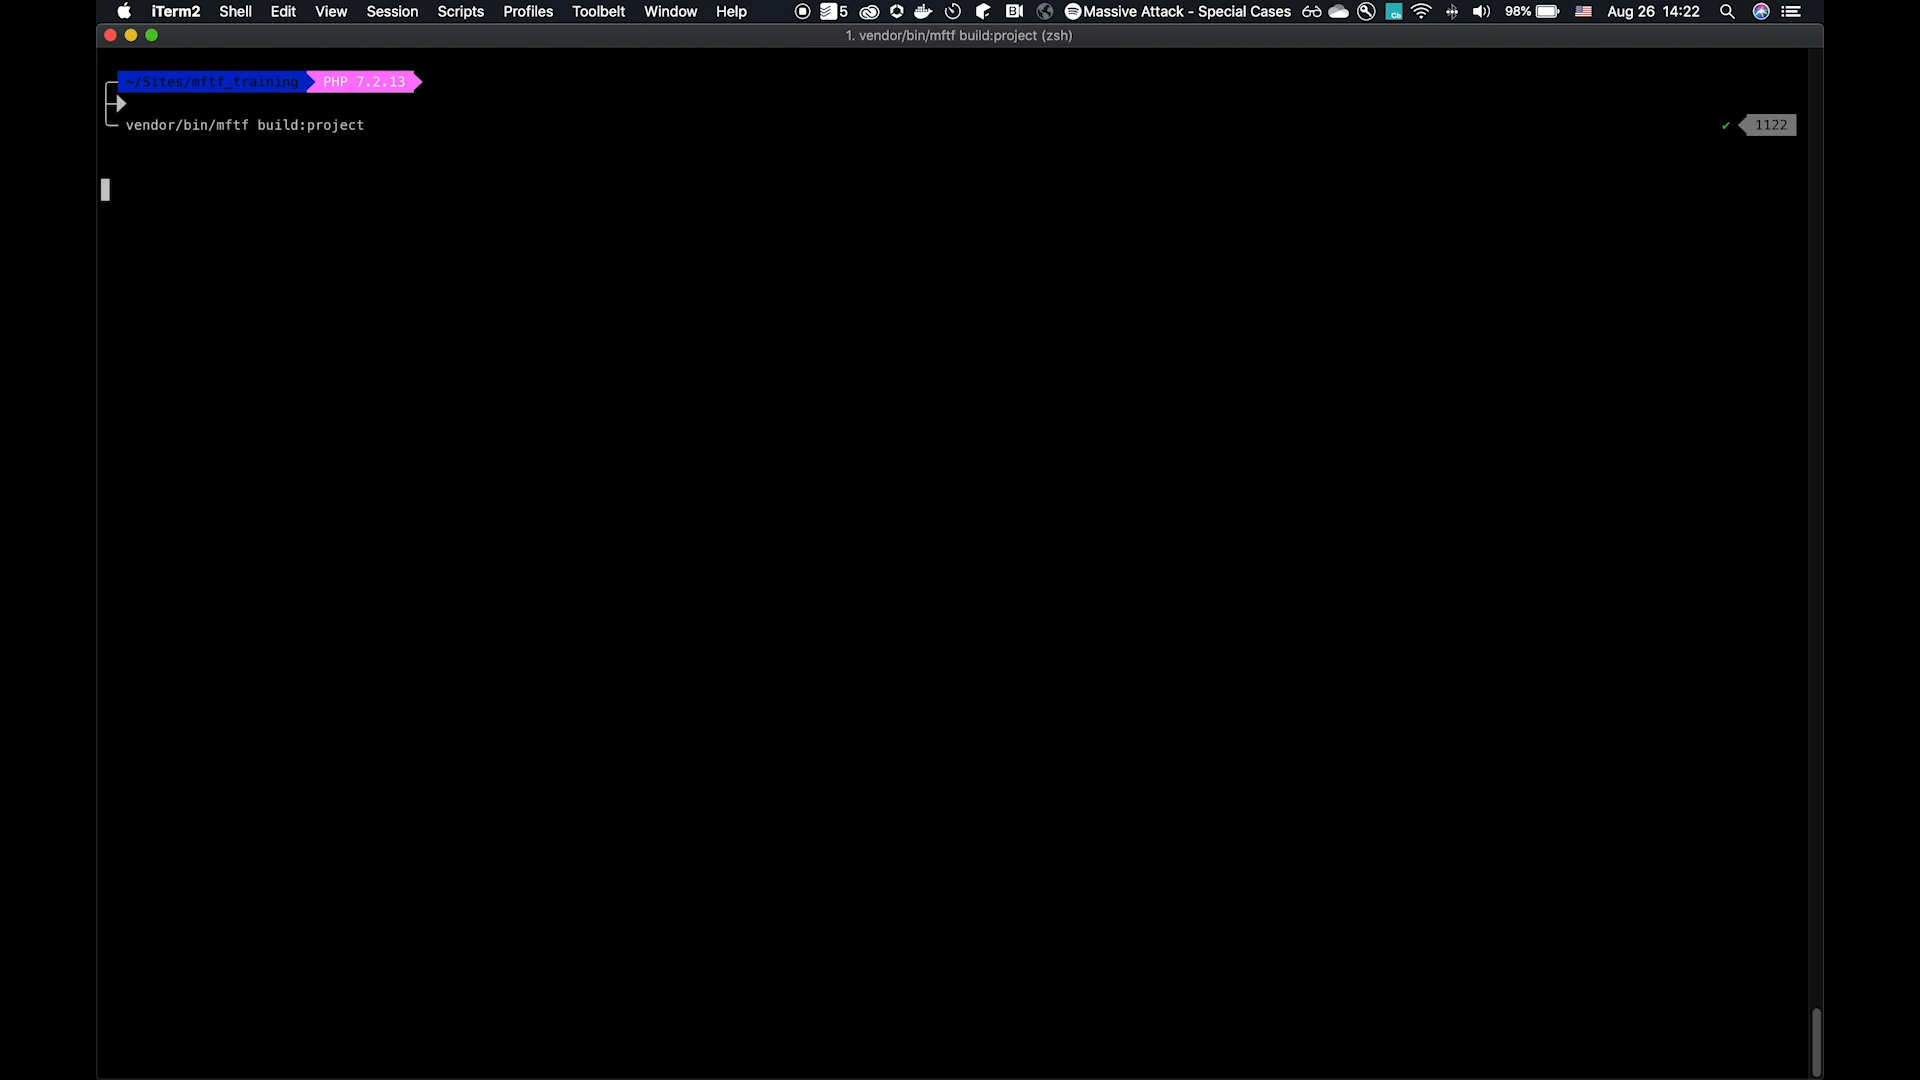 iTerm2 Shell Edit View Session Scripts Profiles Toolbelt Window Help 5 Massive Attack - Special Cases Cb 98% Aug 26 14:22
1. vendor/bin/mftf build:project (zsh)
~/Sites/mftf_training PHP 7.2.13
vendor/bin/mftf build:project ✔ 1122